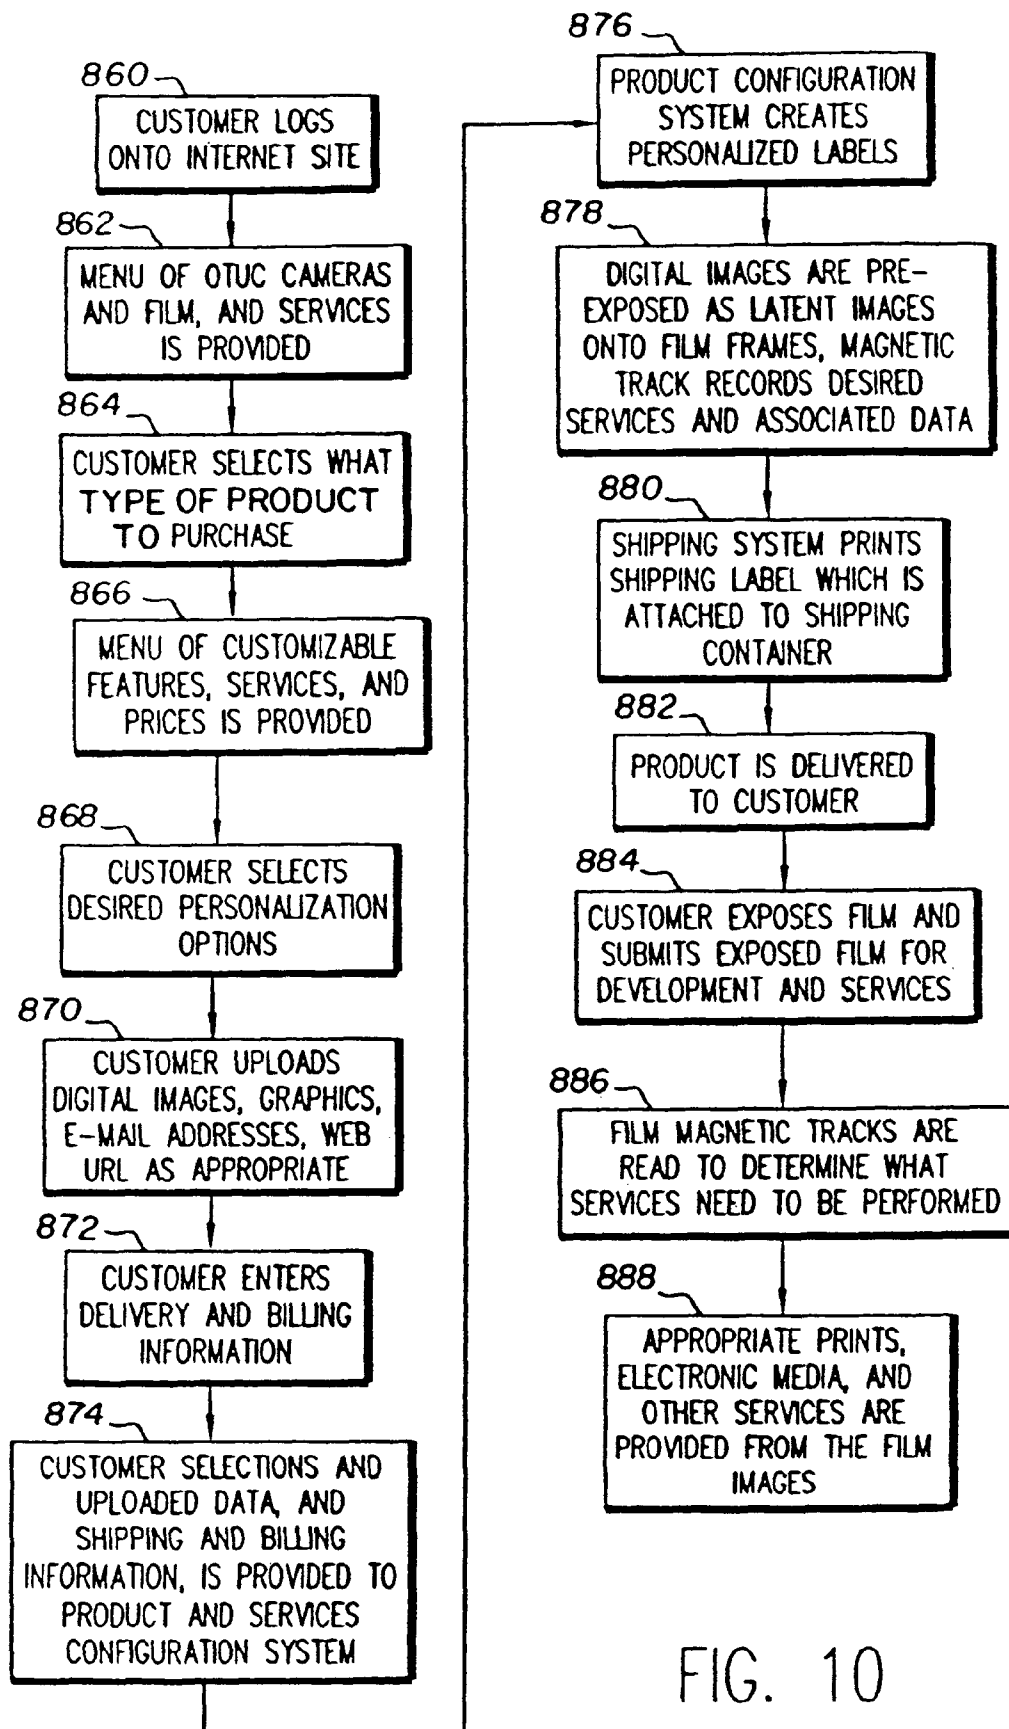 860
CUSTOMER LOGS
ONTO INTERNET SITE
862
MENU OF OTUC CAMERAS
AND FILM, AND SERVICES
IS PROVIDED
864
CUSTOMER SELECTS WHAT
TYPE OF PRODUCT
TO PURCHASE
866
MENU OF CUSTOMIZABLE
FEATURES, SERVICES, AND
PRICES IS PROVIDED
868
CUSTOMER SELECTS
DESIRED PERSONALIZATION
OPTIONS
870
CUSTOMER UPLOADS
DIGITAL IMAGES, GRAPHICS,
E-MAIL ADDRESSES, WEB
URL AS APPROPRIATE
872
CUSTOMER ENTERS
DELIVERY AND BILLING
INFORMATION
874
CUSTOMER SELECTIONS AND
UPLOADED DATA, AND
SHIPPING AND BILLING
INFORMATION, IS PROVIDED TO
PRODUCT AND SERVICES
CONFIGURATION SYSTEM
876
PRODUCT CONFIGURATION
SYSTEM CREATES
PERSONALIZED LABELS
878
DIGITAL IMAGES ARE PRE-
EXPOSED AS LATENT IMAGES
ONTO FILM FRAMES, MAGNETIC
TRACK RECORDS DESIRED
SERVICES AND ASSOCIATED DATA
880
SHIPPING SYSTEM PRINTS
SHIPPING LABEL WHICH IS
ATTACHED TO SHIPPING
CONTAINER
882
PRODUCT IS DELIVERED
TO CUSTOMER
884
CUSTOMER EXPOSES FILM AND
SUBMITS EXPOSED FILM FOR
DEVELOPMENT AND SERVICES
886
FILM MAGNETIC TRACKS ARE
READ TO DETERMINE WHAT
SERVICES NEED TO BE PERFORMED
888
APPROPRIATE PRINTS,
ELECTRONIC MEDIA, AND
OTHER SERVICES ARE
PROVIDED FROM THE FILM
IMAGES
FIG. 10